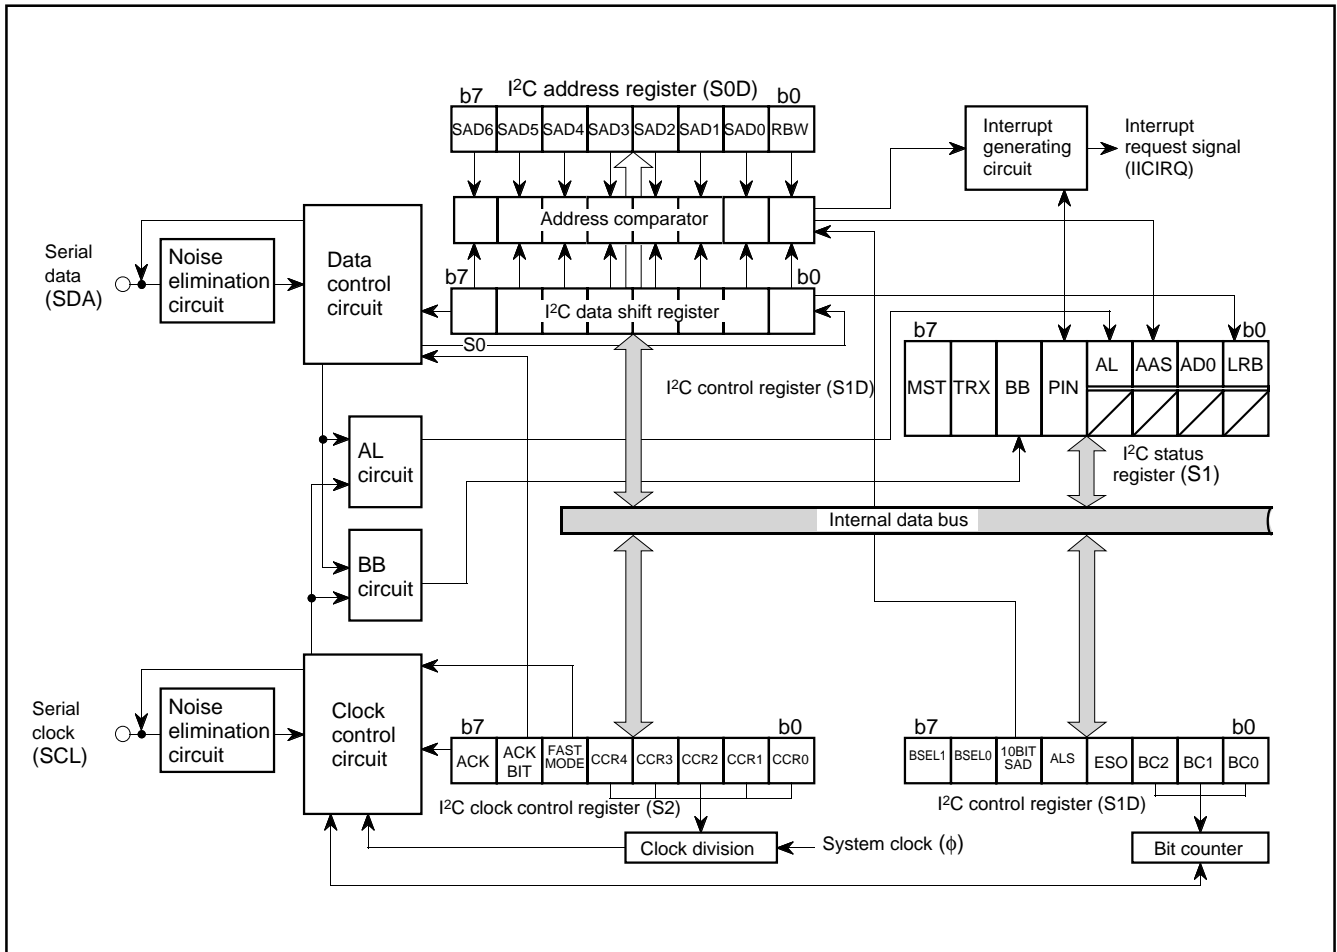 I²C address register (S0D)
b7
b0
SAD6 SAD5 SAD4 SAD3 SAD2 SAD1 SAD0 RBW
Interrupt
generating
circuit
Interrupt
request signal
(IICIRQ)
Address comparator
Serial
data
(SDA)
Noise
elimination
circuit
Data
control
circuit
b7
b0
I²C data shift register
S0
b7
b0
AL AAS AD0 LRB
MST TRX BB PIN
I²C control register (S1D)
AL
circuit
I²C status
register (S1)
Internal data bus
BB
circuit
Serial
clock
(SCL)
Noise
elimination
circuit
Clock
control
circuit
b7
b0
ACK
ACK
BIT
FAST
MODE
CCR4 CCR3 CCR2 CCR1 CCR0
I²C clock control register (S2)
b7
b0
BSEL1 BSEL0
10BIT
SAD
ALS ESO BC2 BC1 BC0
I²C control register (S1D)
Clock division
System clock (ϕ)
Bit counter